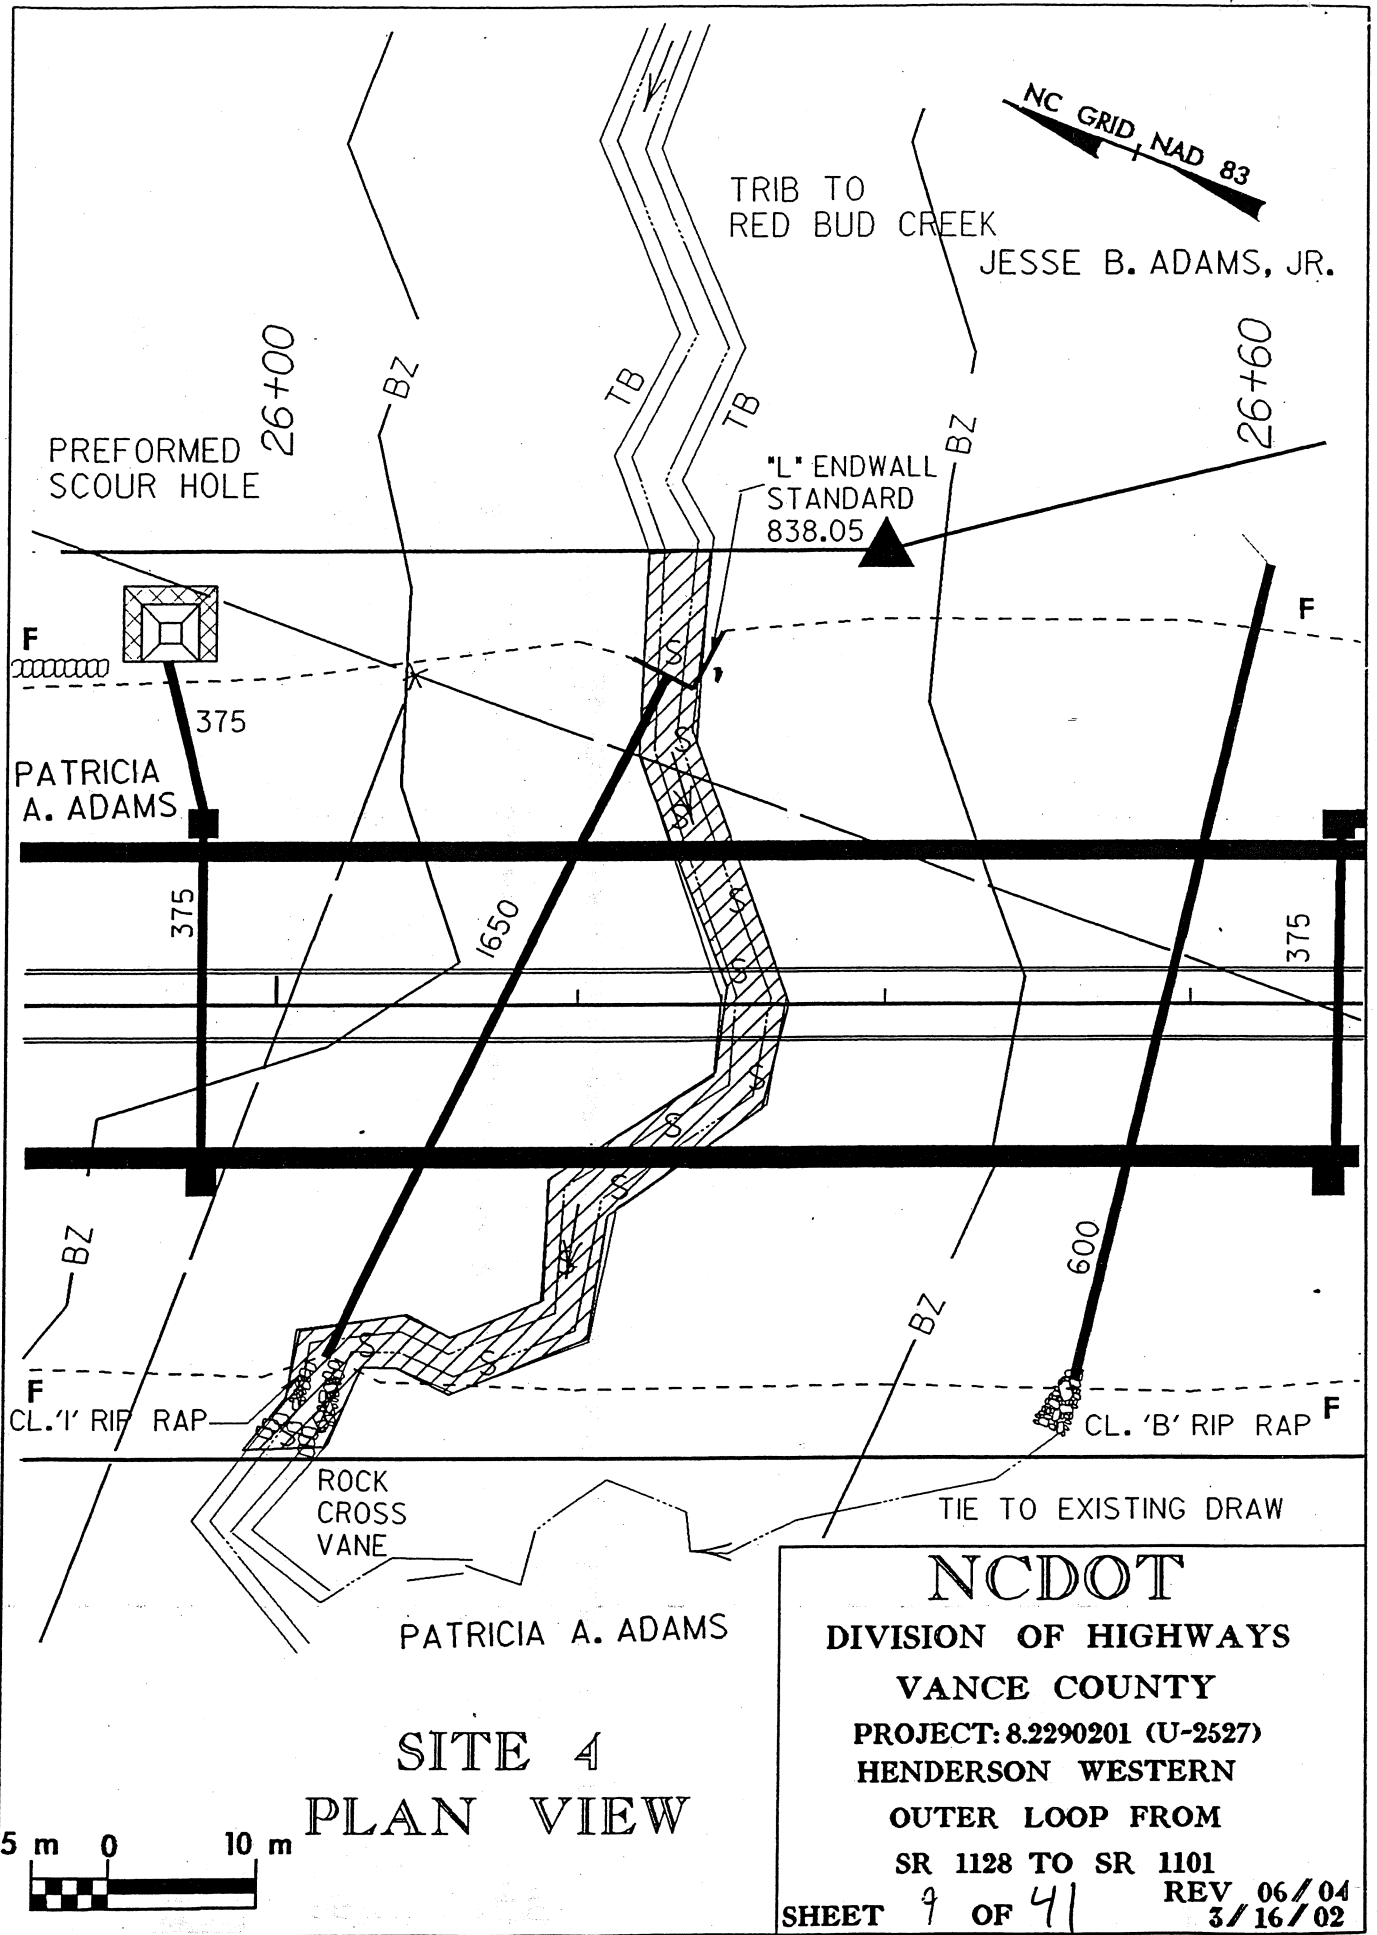 NC GRID NAD 83
TRIB TO
RED BUD CREEK
JESSE B. ADAMS, JR.
26+00
26+60
BZ
TB
TB
BZ
PREFORMED
SCOUR HOLE
"L" ENDWALL
STANDARD
838.05
F
F
S
375
PATRICIA
A. ADAMS
S
S
375
1650
S
375
S
S
S
S
BZ
S
600
BZ
S
S
F
F
CL.'I' RIP RAP
S
CL. 'B' RIP RAP
ROCK
CROSS
VANE
TIE TO EXISTING DRAW
PATRICIA A. ADAMS
NCDOT
DIVISION OF HIGHWAYS
VANCE COUNTY
PROJECT: 8.2290201 (U-2527)
HENDERSON WESTERN
OUTER LOOP FROM
SR 1128 TO SR 1101
SHEET 9 OF 41
REV 06/04
3/16/02
SITE 4
PLAN VIEW
5 m 0 10 m